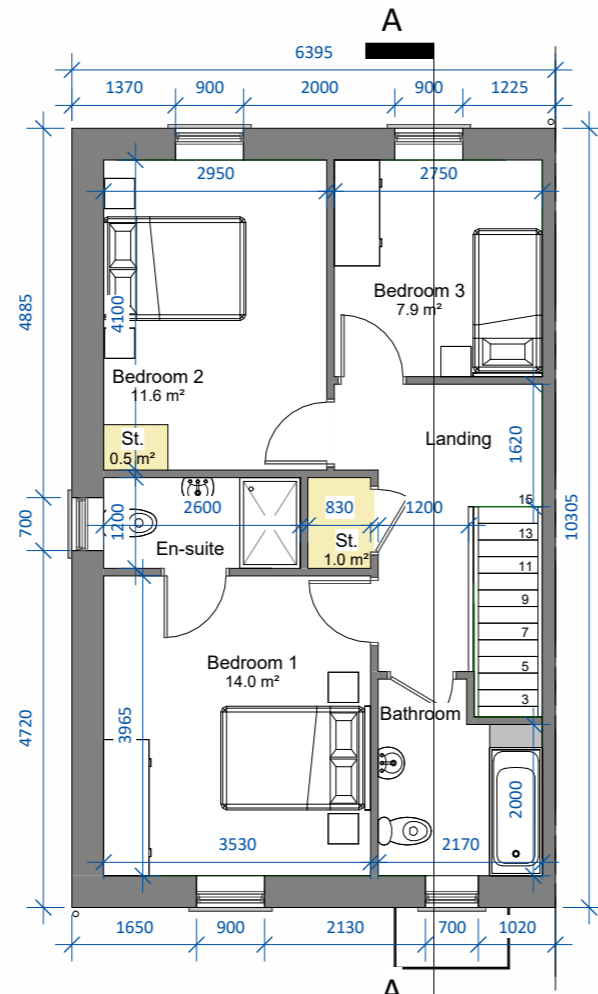 A
6395
1370 900 2000 900 1225
2950 2750
4885
4100
Bedroom 3
7.9 m²
Bedroom 2
11.6 m²
St.
0.5 m²
Landing
1620
10305
700
1200
2600
830
1200
15
13
11
9
7
5
3
En-suite
St.
1.0 m²
Bedroom 1
14.0 m²
Bathroom
4720
3965
2000
3530 2170
1650 900 2130 700 1020
A